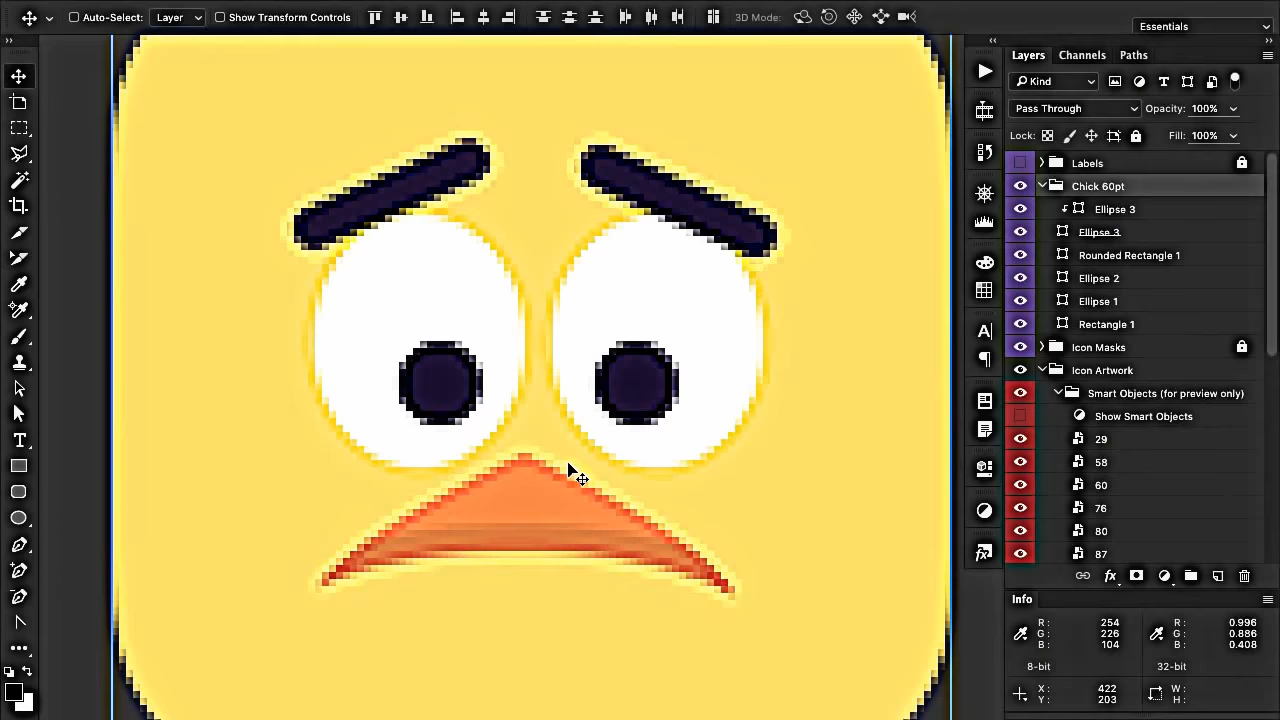 Auto-Select: Layer Show Transform Controls 3D Mode:
Essentials
Layers Channels Paths
Kind
Pass Through Opacity: 100%
Lock: Fill: 100%
Labels
Chick 60pt
Ellipse 3
Ellipse 3
Rounded Rectangle 1
Ellipse 2
Ellipse 1
Rectangle 1
Icon Masks
Icon Artwork
Smart Objects (for preview only)
Show Smart Objects
29
58
60
76
80
87
Info
R: 254 R: 0.996
G: 226 G: 0.886
B: 104 B: 0.408
8-bit 32-bit
X: 422 W:
Y: 203 H: